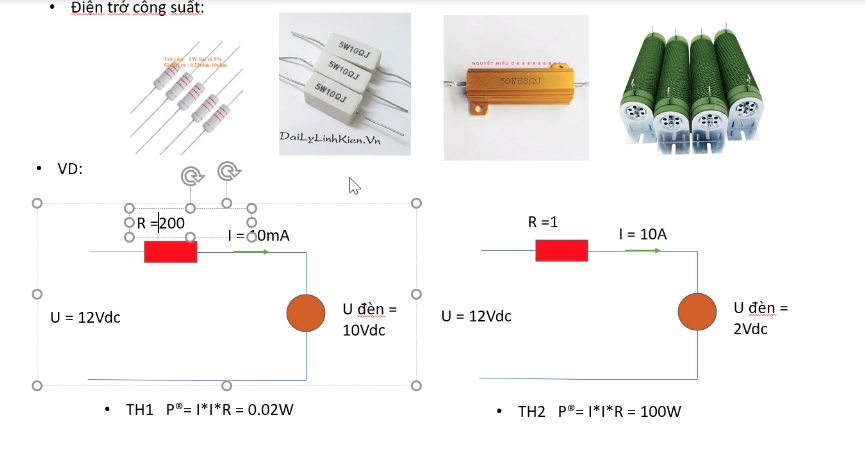 Điện trở công suất:
5W10ΩJ
5W10ΩJ
5W10ΩJ
DaiLyLinhKien.Vn
50W68ΩJ
VD:
R =200
I = 10mA
U = 12Vdc
U đèn =
10Vdc
TH1 P®= I*I*R = 0.02W
R =1
I = 10A
U = 12Vdc
U đèn =
2Vdc
TH2 P®= I*I*R = 100W